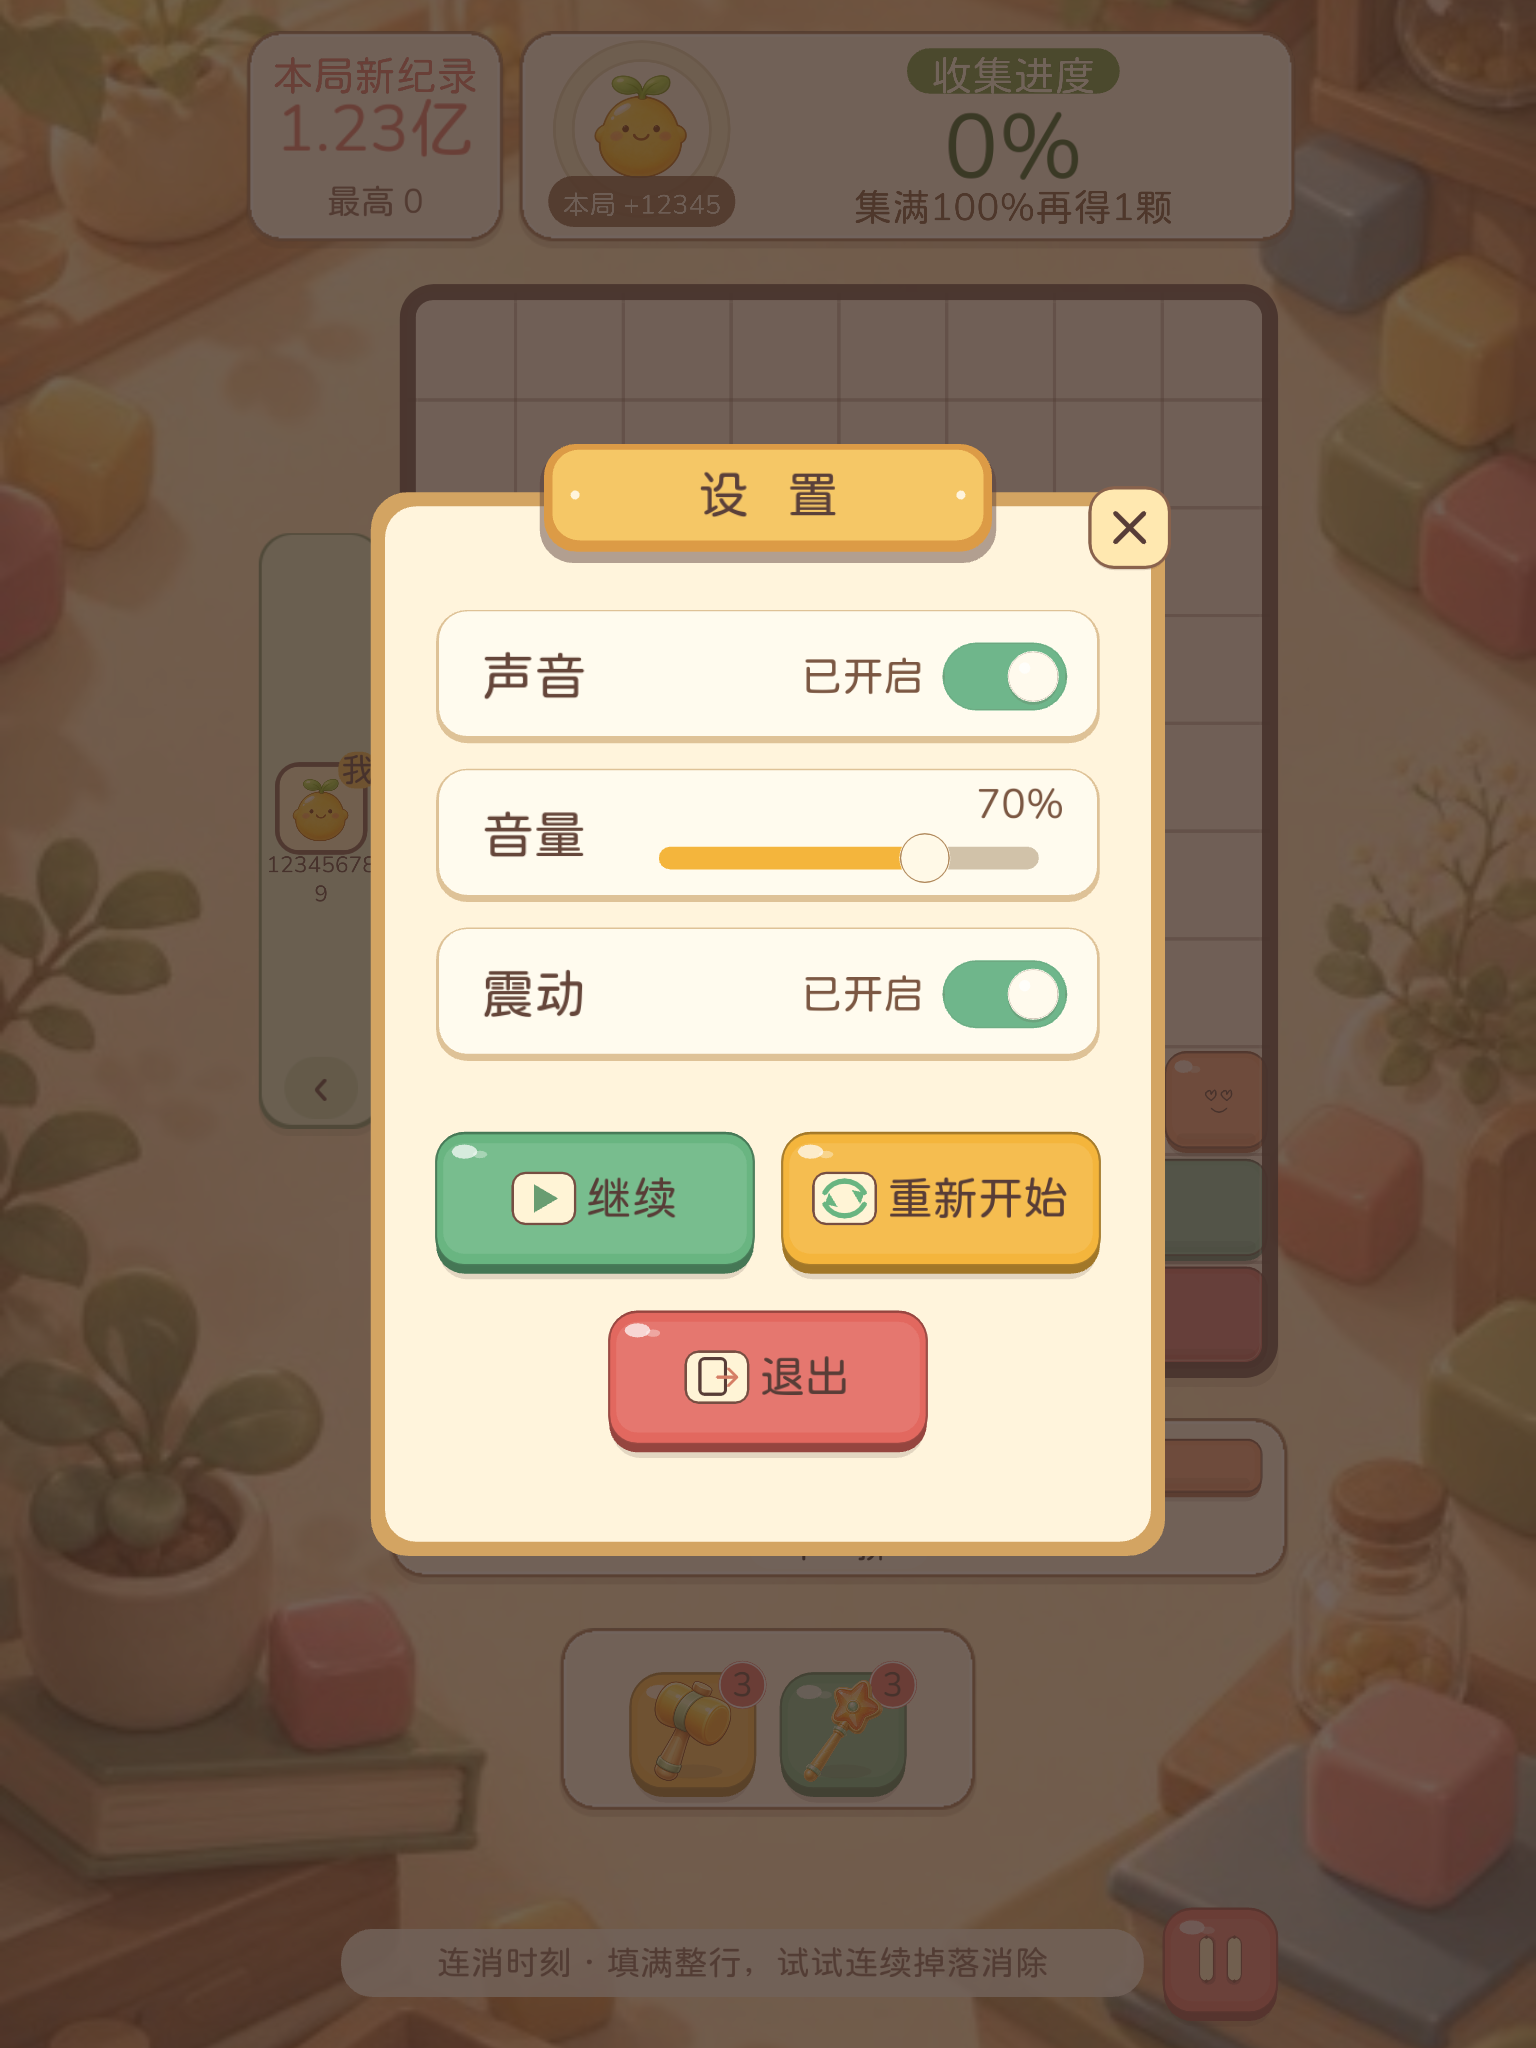 本局新纪录
1.23亿
最高 0
本局 +12345
收集进度
0%
集满100%再得1颗
设 置
声音 已开启
音量 70%
震动 已开启
我
12345678
9
继续 重新开始
退出
3 3
连消时刻 · 填满整行，试试连续掉落消除